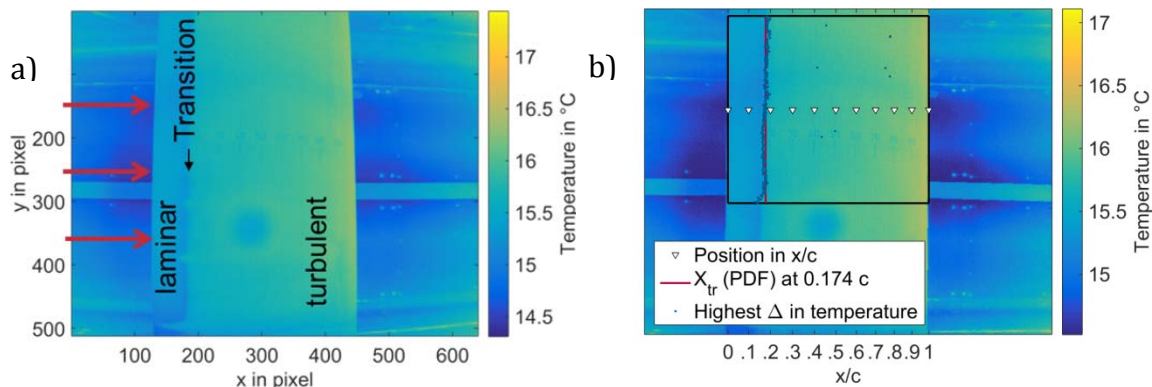 a)
laminar
Transition
turbulent
y in pixel
100
200
300
400
500
100 200 300 400 500 600
x in pixel
17
16.5
16
15.5
15
14.5
Temperature in °C
b)
Position in x/c
X_tr (PDF) at 0.174 c
Highest Δ in temperature
0 .1 .2 .3 .4 .5 .6 .7 .8 .9 1
x/c
17
16.5
16
15.5
15
Temperature in °C